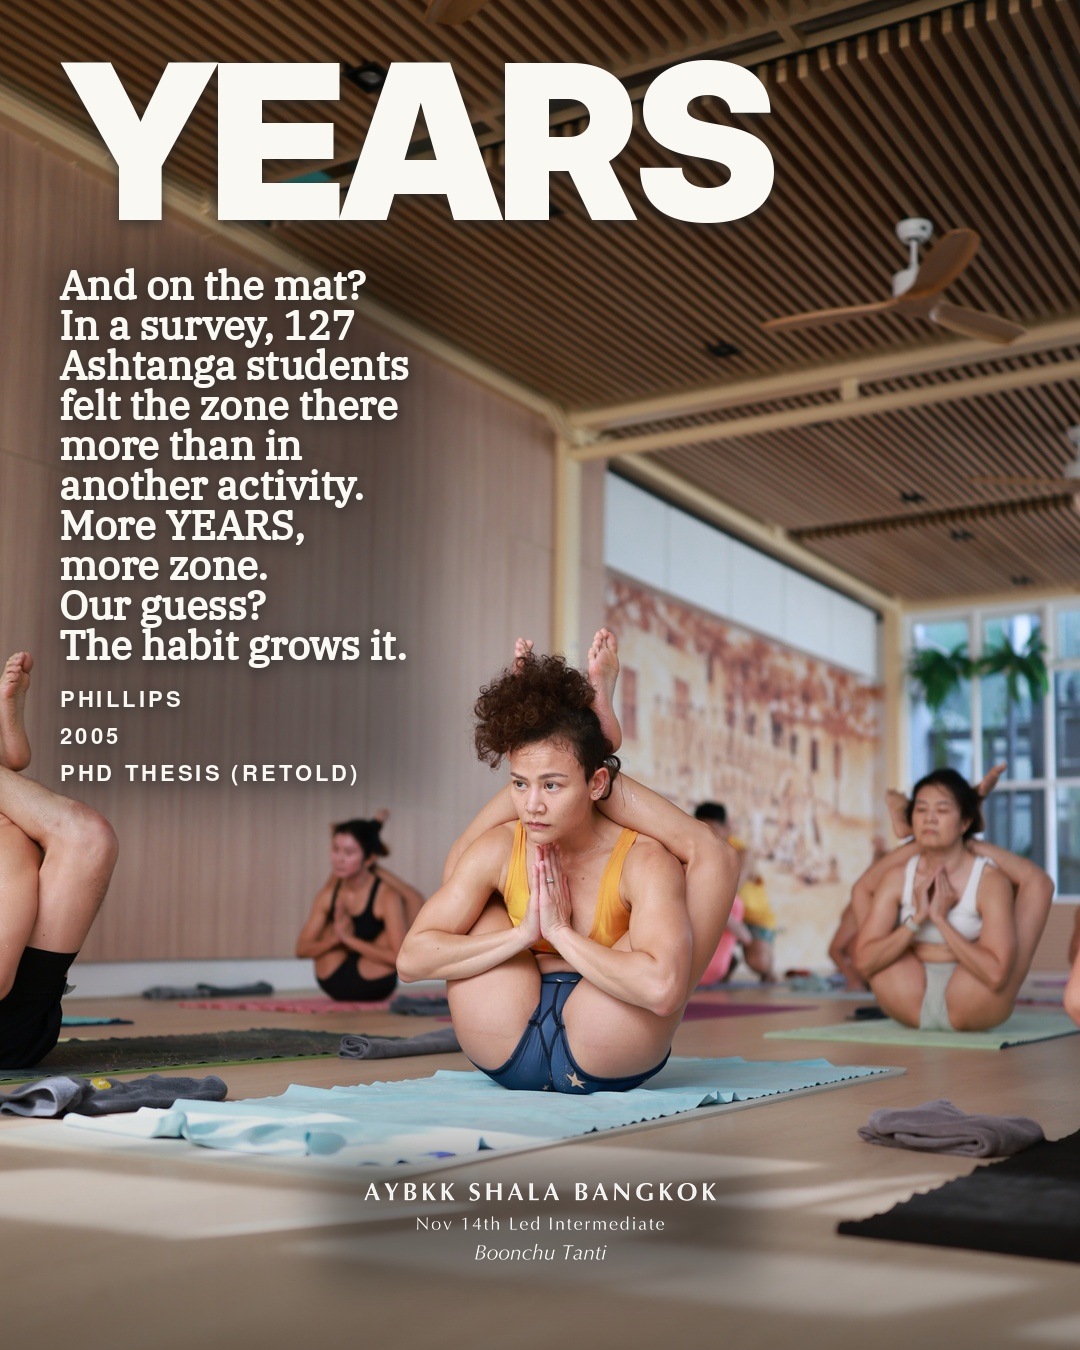 YEARS
And on the mat?
In a survey, 127
Ashtanga students
felt the zone there
more than in
another activity.
More YEARS,
more zone.
Our guess?
The habit grows it.
PHILLIPS
2005
PHD THESIS (RETOLD)
AYBKK SHALA BANGKOK
Nov 14th Led Intermediate
Boonchu Tanti